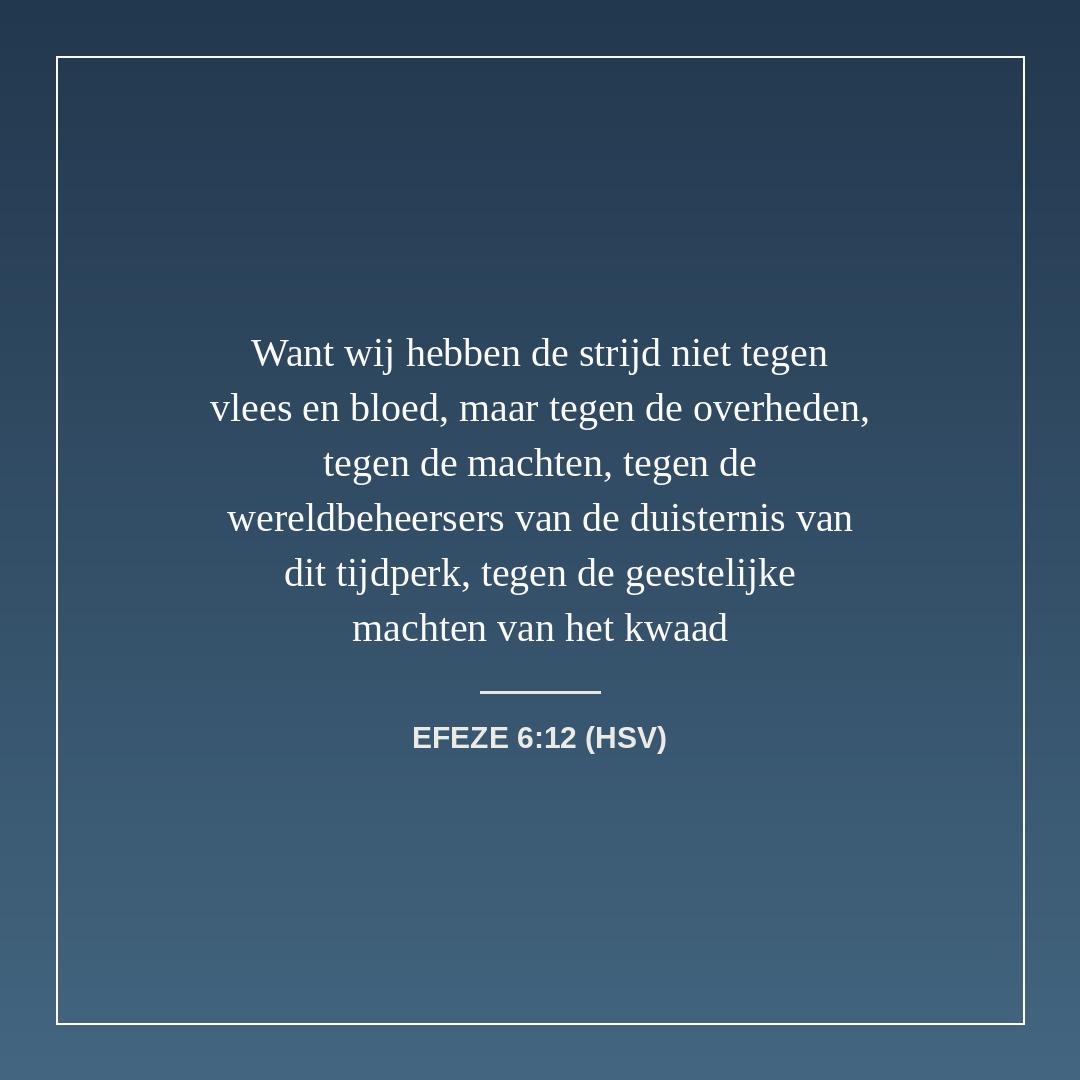 Want wij hebben de strijd niet tegen
vlees en bloed, maar tegen de overheden,
tegen de machten, tegen de
wereldbeheersers van de duisternis van
dit tijdperk, tegen de geestelijke
machten van het kwaad
EFEZE 6:12 (HSV)